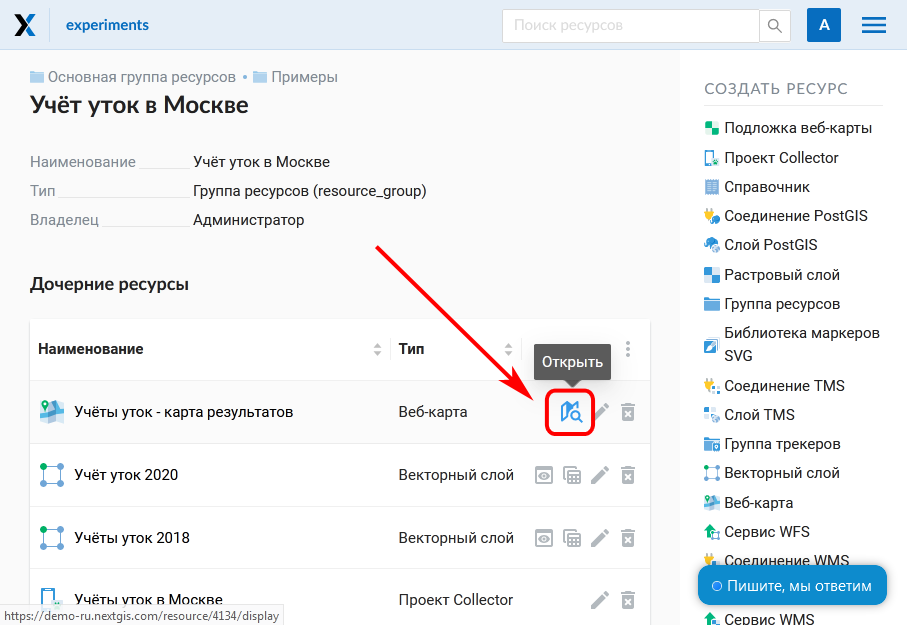 experiments
Поиск ресурсов
A
Основная группа ресурсов • Примеры
Учёт уток в Москве
Наименование Учёт уток в Москве
Тип Группа ресурсов (resource_group)
Владелец Администратор
Дочерние ресурсы
Наименование Тип
Открыть
Учёты уток - карта результатов Веб-карта
Учёт уток 2020 Векторный слой
Учёты уток 2018 Векторный слой
Учёты уток в Москве Проект Collector
https://demo-ru.nextgis.com/resource/4134/display
СОЗДАТЬ РЕСУРС
Подложка веб-карты
Проект Collector
Справочник
Соединение PostGIS
Слой PostGIS
Растровый слой
Группа ресурсов
Библиотека маркеров
SVG
Соединение TMS
Слой TMS
Группа трекеров
Векторный слой
Веб-карта
Сервис WFS
Соединение WMS
Пишите, мы ответим
Сервис WMS